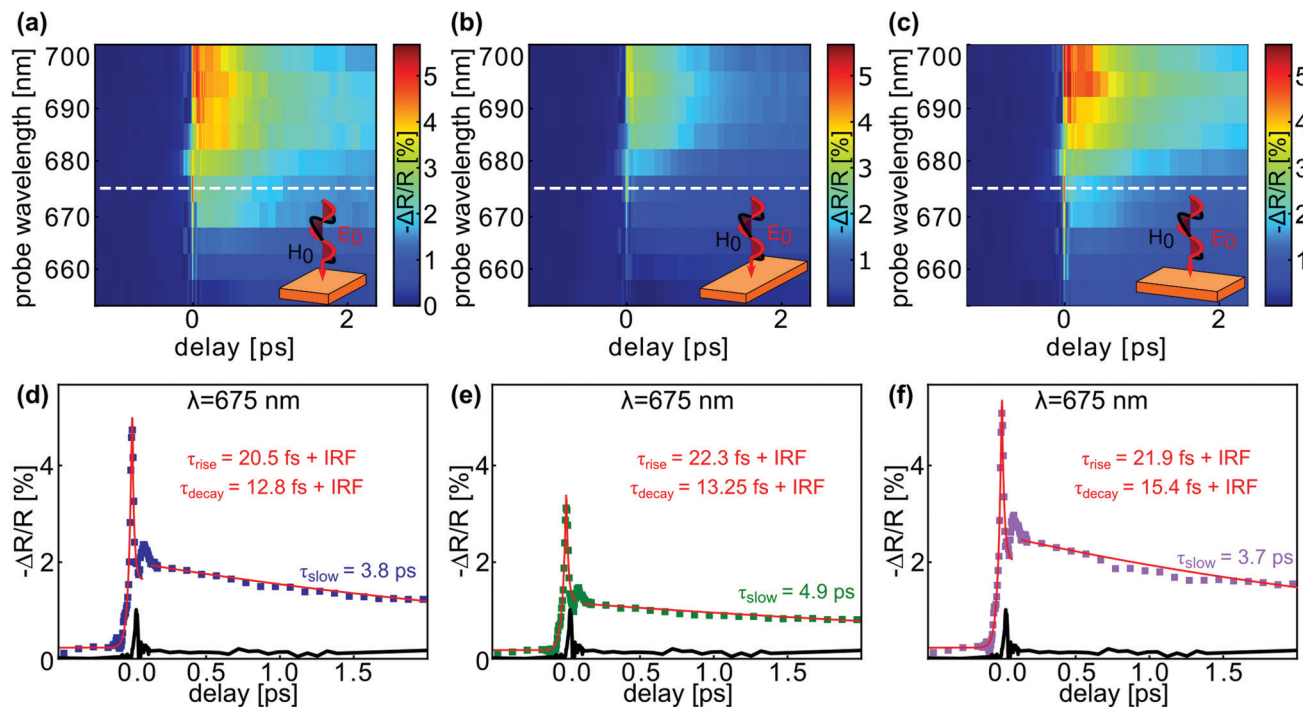 (a)
(b)
(c)
700
690
680
670
660
probe wavelength [nm]
0
2
delay [ps]
H0
E0
5
4
3
2
1
0
-ΔR/R [%]
700
690
680
670
660
probe wavelength [nm]
0
2
delay [ps]
H0
E0
5
4
3
2
1
-ΔR/R [%]
700
690
680
670
660
probe wavelength [nm]
0
2
delay [ps]
H0
E0
5
4
3
2
1
-ΔR/R [%]
(d)
λ=675 nm
τrise = 20.5 fs + IRF
τdecay = 12.8 fs + IRF
τslow = 3.8 ps
-ΔR/R [%]
4
2
0
0.0
0.5
1.0
1.5
delay [ps]
(e)
λ=675 nm
τrise = 22.3 fs + IRF
τdecay = 13.25 fs + IRF
τslow = 4.9 ps
-ΔR/R [%]
4
2
0
0.0
0.5
1.0
1.5
delay [ps]
(f)
λ=675 nm
τrise = 21.9 fs + IRF
τdecay = 15.4 fs + IRF
τslow = 3.7 ps
-ΔR/R [%]
4
2
0
0.0
0.5
1.0
1.5
delay [ps]